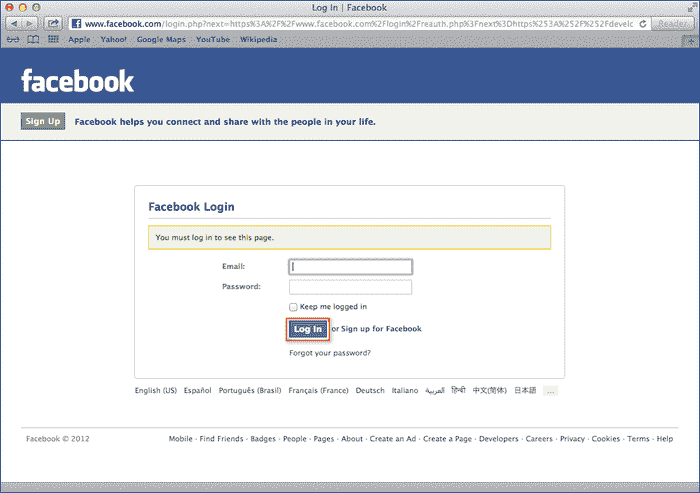 Log In | Facebook
www.facebook.com/login.php?next=https%3A%2F%2Fwww.facebook.com%2Flogin%2Freauth.php%3Fnext%3Dhttps%253A%252F%252Fdevelc
Reader
Apple Yahoo! Google Maps YouTube Wikipedia
facebook
Sign Up Facebook helps you connect and share with the people in your life.
Facebook Login
You must log in to see this page.
Email:
Password:
Keep me logged in
Log In or Sign up for Facebook
Forgot your password?
English (US) Español Português (Brasil) Français (France) Deutsch Italiano العربية हिन्दी 中文(简体) 日本語 ...
Facebook © 2012 Mobile · Find Friends · Badges · People · Pages · About · Create an Ad · Create a Page · Developers · Careers · Privacy · Cookies · Terms · Help